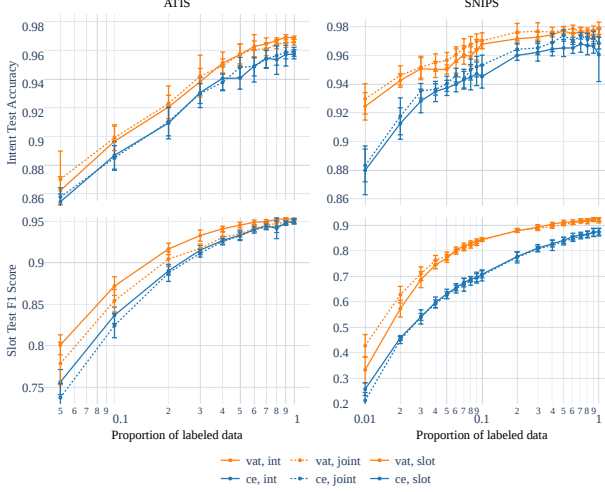 ATIS
SNIPS
Intent Test Accuracy
0.98
0.96
0.94
0.92
0.9
0.88
0.86
0.98
0.96
0.94
0.92
0.9
0.88
0.86
Slot Test F1 Score
0.95
0.9
0.85
0.8
0.75
0.9
0.8
0.7
0.6
0.5
0.4
0.3
0.2
5 6 7 8 9 0.1 2 3 4 5 6 7 8 9 1
0.01 2 3 4 5 6 7 8 9 0.1 2 3 4 5 6 7 8 9 1
Proportion of labeled data
Proportion of labeled data
vat, int vat, joint vat, slot
ce, int ce, joint ce, slot